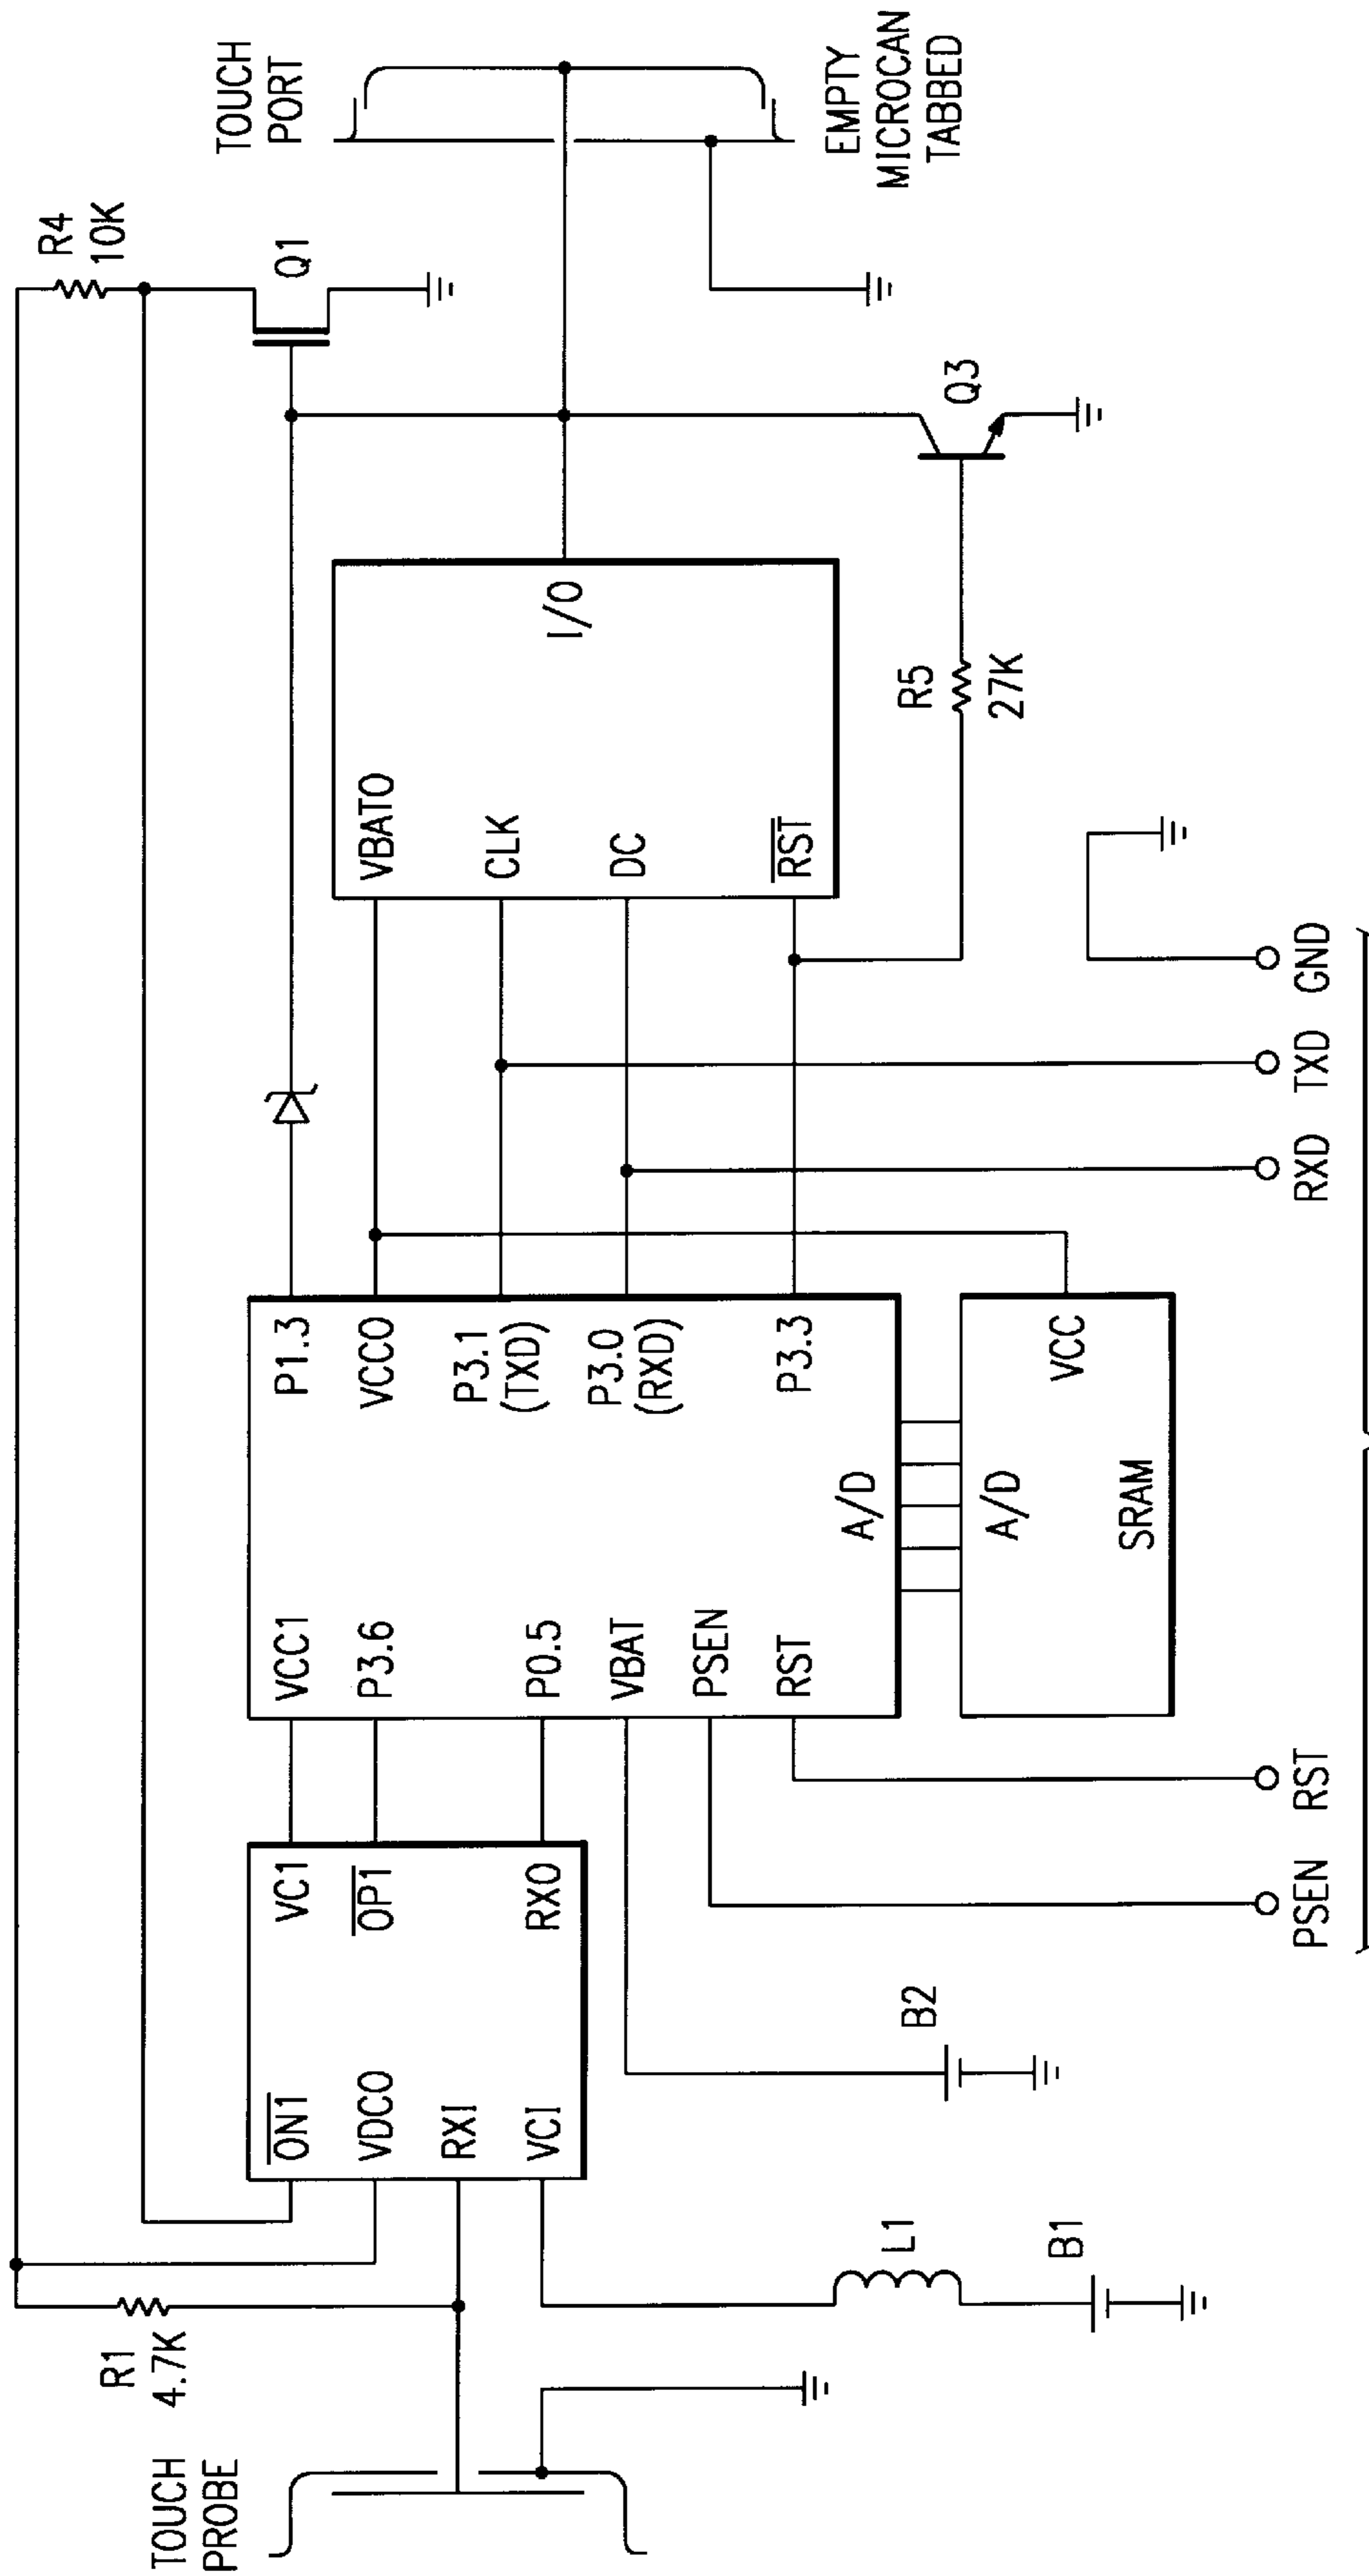 TOUCH
PROBE
R1
4.7K
L1
B1
ON1
VDCO
RXI
VCI
VC1
OP1
RXO
B2
PSEN
RST
VCC1
P3.6
P0.5
VBAT
PSEN
RST
A/D
P1.3
VCCO
P3.1
(TXD)
P3.0
(RXD)
P3.3
A/D
SRAM
VCC
RXD
TXD
GND
VBATO
CLK
DC
RST
I/O
R5
27K
Q3
R4
10K
Q1
TOUCH
PORT
EMPTY
MICROCAN
TABBED